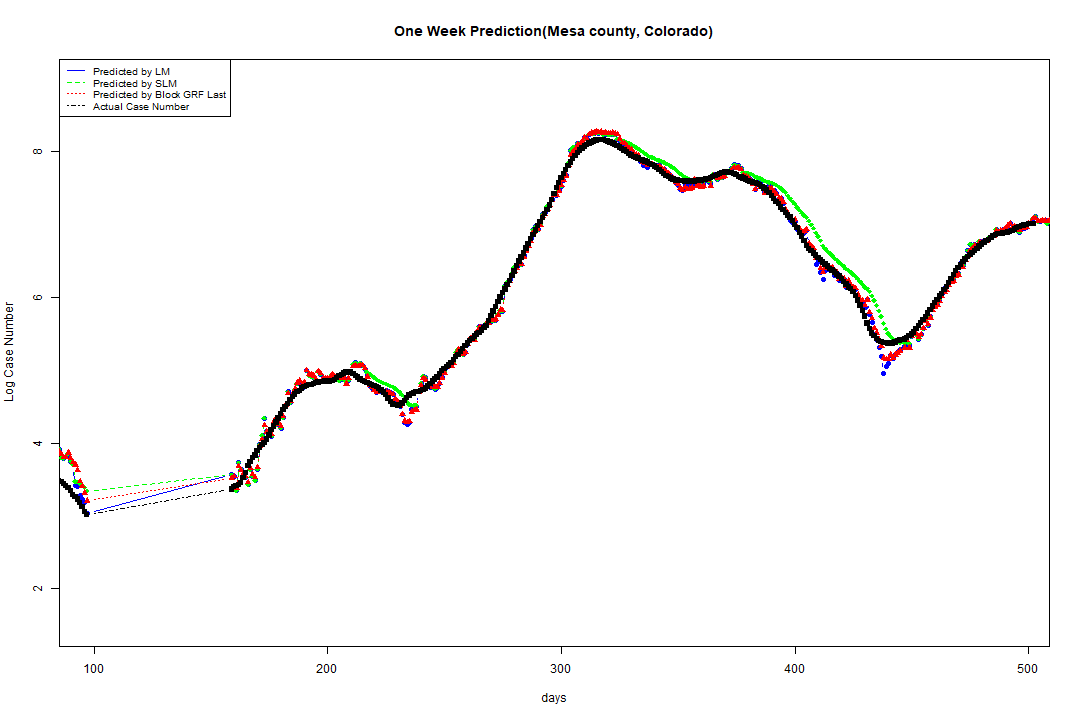 One Week Prediction(Mesa county, Colorado)
Predicted by LM
Predicted by SLM
Predicted by Block GRF Last
Actual Case Number
Log Case Number
8
6
4
2
100 200 300 400 500
days